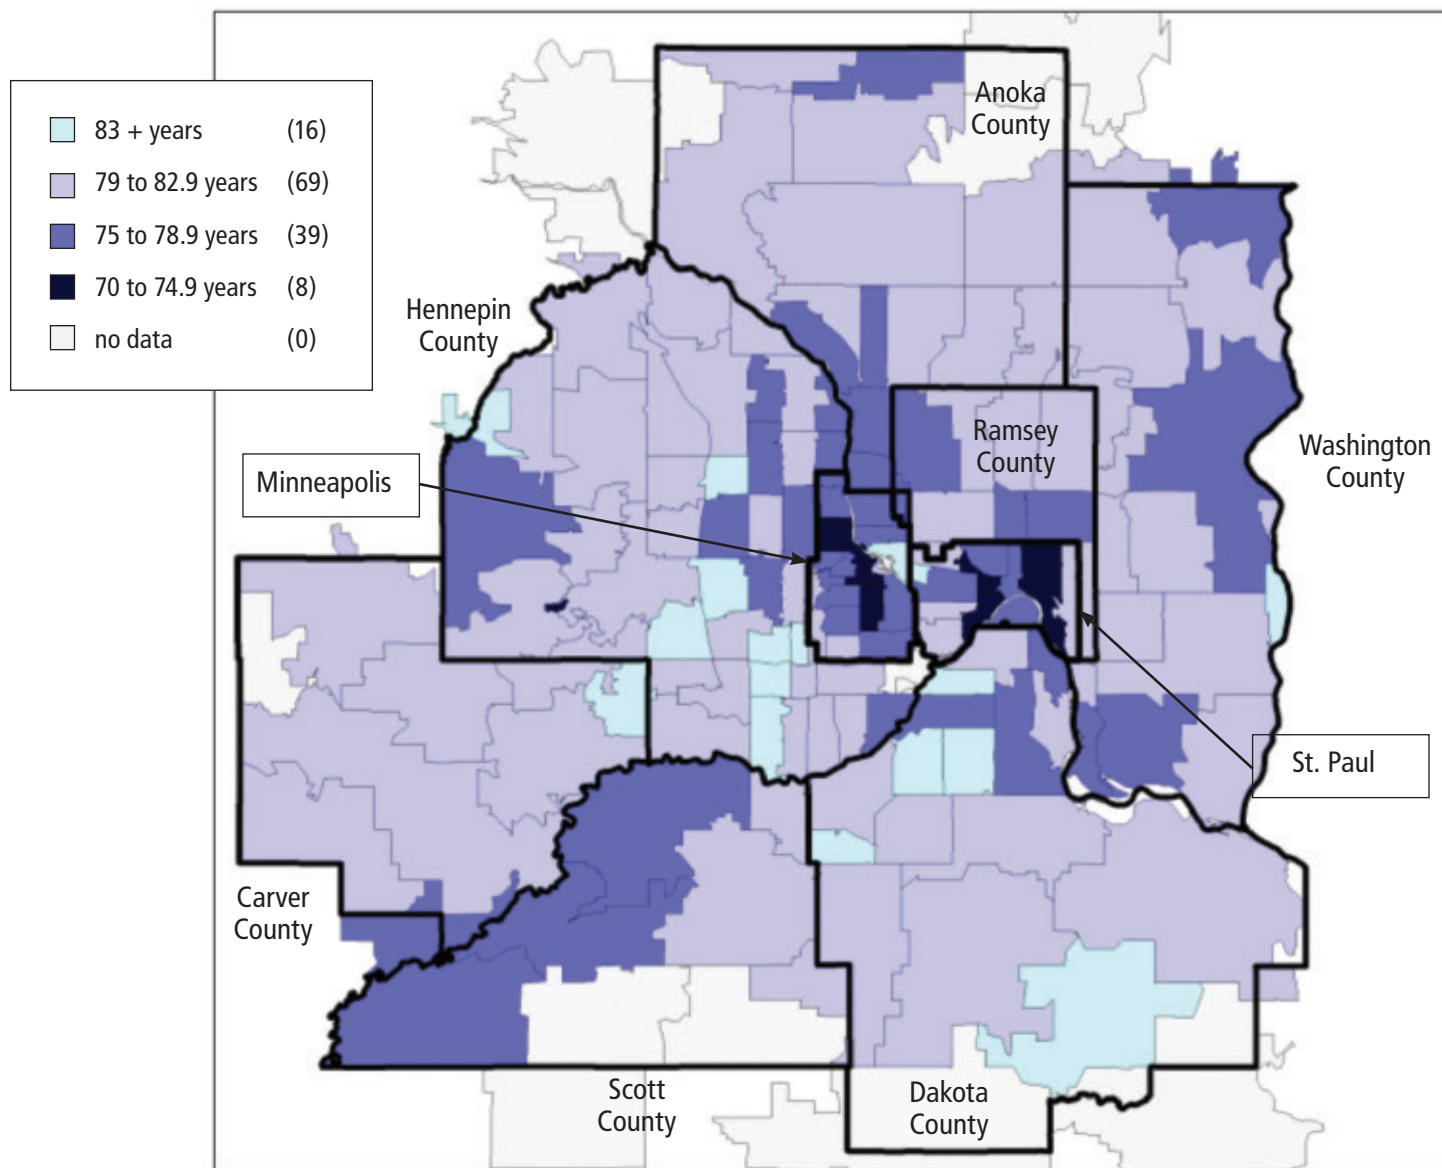 83 + years (16)
79 to 82.9 years (69)
75 to 78.9 years (39)
70 to 74.9 years (8)
no data (0)
Anoka
County
Hennepin
County
Ramsey
County
Washington
County
Minneapolis
St. Paul
Carver
County
Scott
County
Dakota
County